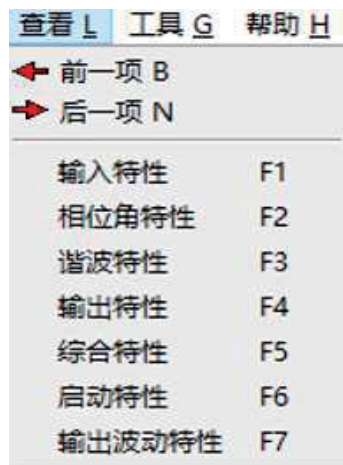 查看 L 工具 G 帮助 H
前一项 B
后一项 N
输入特性 F1
相位角特性 F2
谐波特性 F3
输出特性 F4
综合特性 F5
启动特性 F6
输出波动特性 F7